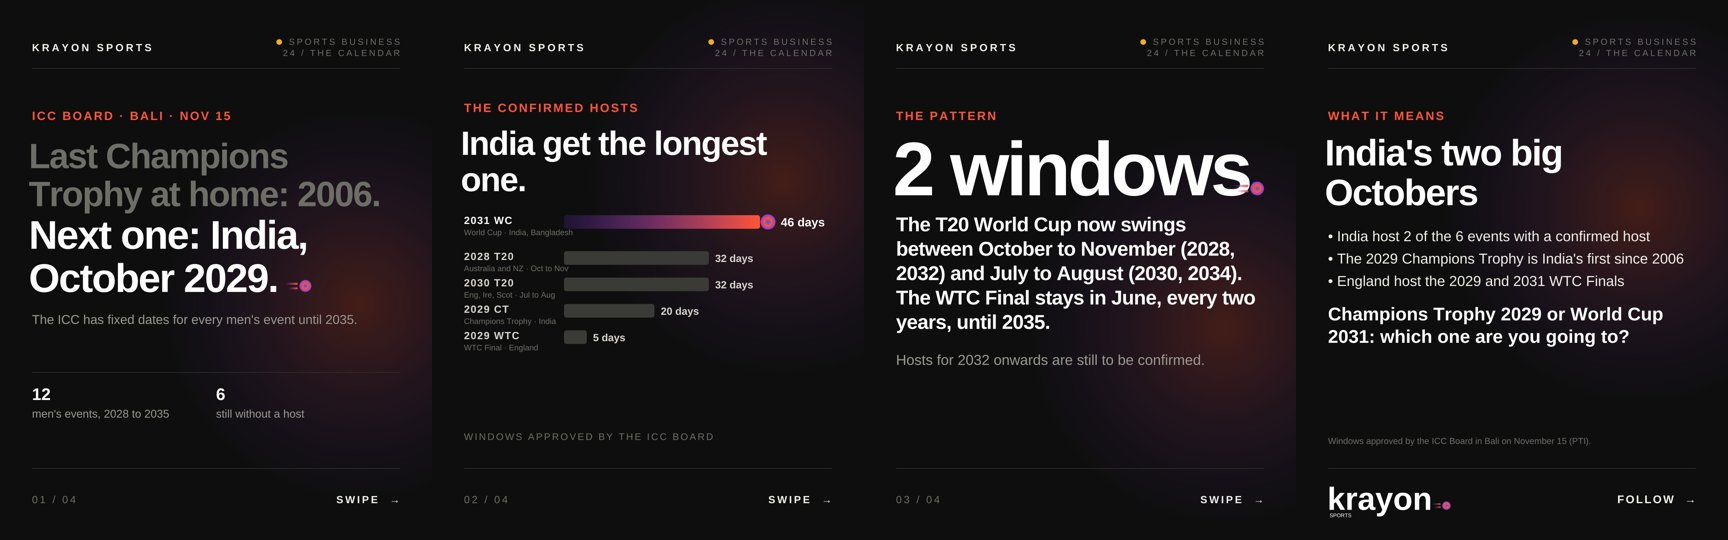 KRAYON SPORTS
SPORTS BUSINESS
24 / THE CALENDAR
ICC BOARD · BALI · NOV 15
Last Champions
Trophy at home: 2006.
Next one: India,
October 2029.
The ICC has fixed dates for every men's event until 2035.
12
men's events, 2028 to 2035
6
still without a host
01 / 04
SWIPE →
KRAYON SPORTS
SPORTS BUSINESS
24 / THE CALENDAR
THE CONFIRMED HOSTS
India get the longest
one.
2031 WC
World Cup · India, Bangladesh
46 days
2028 T20
Australia and NZ · Oct to Nov
32 days
2030 T20
Eng, Ire, Scot · Jul to Aug
32 days
2029 CT
Champions Trophy · India
20 days
2029 WTC
WTC Final · England
5 days
WINDOWS APPROVED BY THE ICC BOARD
02 / 04
SWIPE →
KRAYON SPORTS
SPORTS BUSINESS
24 / THE CALENDAR
THE PATTERN
2 windows
The T20 World Cup now swings
between October to November (2028,
2032) and July to August (2030, 2034).
The WTC Final stays in June, every two
years, until 2035.
Hosts for 2032 onwards are still to be confirmed.
03 / 04
SWIPE →
KRAYON SPORTS
SPORTS BUSINESS
24 / THE CALENDAR
WHAT IT MEANS
India's two big
Octobers
• India host 2 of the 6 events with a confirmed host
• The 2029 Champions Trophy is India's first since 2006
• England host the 2029 and 2031 WTC Finals
Champions Trophy 2029 or World Cup
2031: which one are you going to?
Windows approved by the ICC Board in Bali on November 15 (PTI).
krayon
SPORTS
FOLLOW →